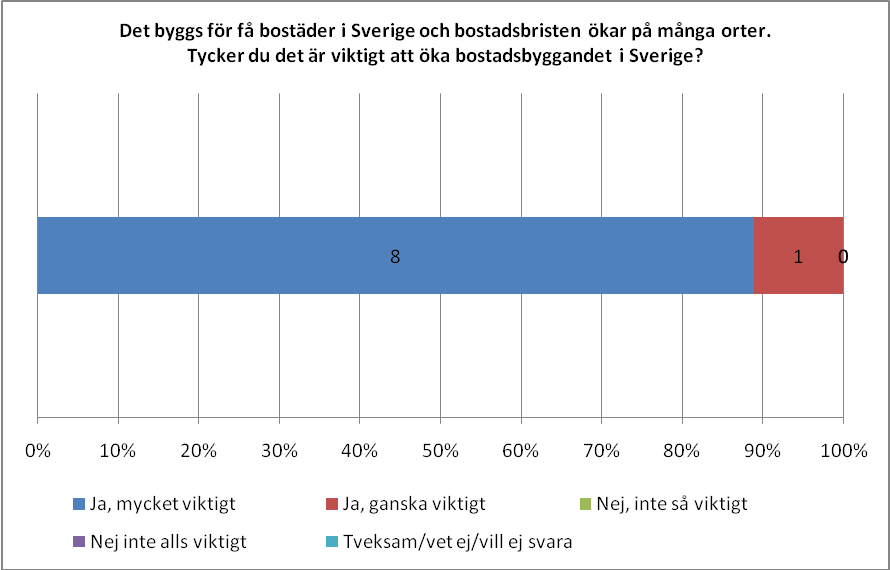 Det byggs för få bostäder i Sverige och bostadsbristen ökar på många orter.
Tycker du det är viktigt att öka bostadsbyggandet i Sverige?
8 1 0
0% 10% 20% 30% 40% 50% 60% 70% 80% 90% 100%
Ja, mycket viktigt Ja, ganska viktigt Nej, inte så viktigt
Nej inte alls viktigt Tveksam/vet ej/vill ej svara